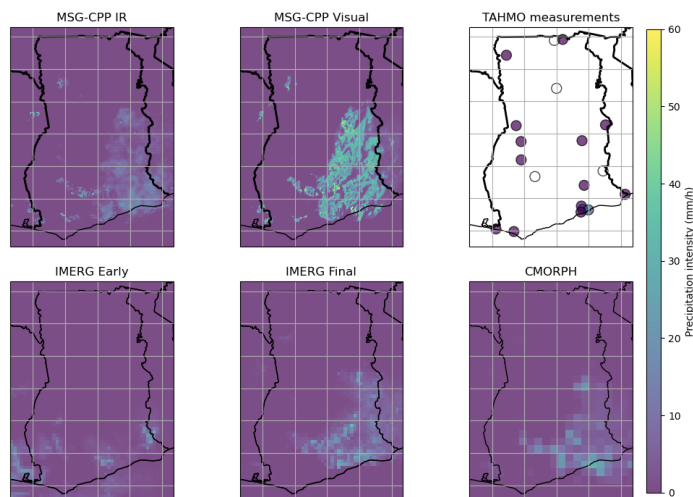 MSG-CPP IR
MSG-CPP Visual
TAHMO measurements
60
50
40
30
20
10
0
Precipitation intensity (mm/h)
IMERG Early
IMERG Final
CMORPH